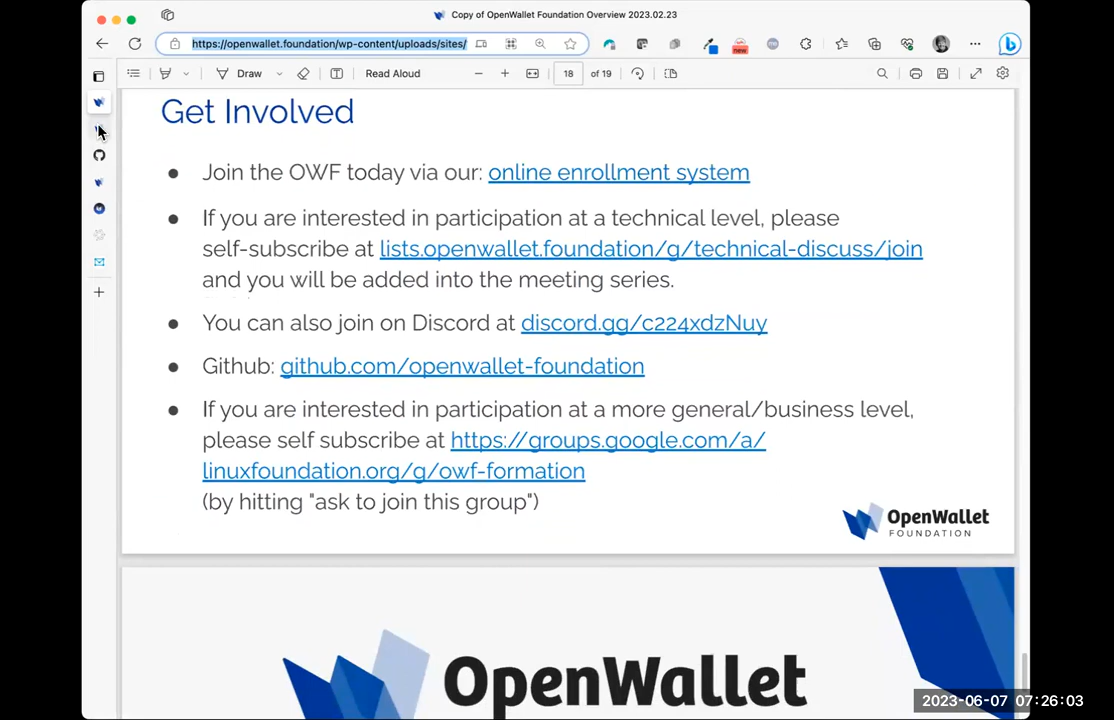 Copy of OpenWallet Foundation Overview 2023.02.23
https://openwallet.foundation/wp-content/uploads/sites/
new
Draw
Read Aloud
18
of 19
Get Involved
● Join the OWF today via our: online enrollment system
● If you are interested in participation at a technical level, please
self-subscribe at lists.openwallet.foundation/g/technical-discuss/join
and you will be added into the meeting series.
● You can also join on Discord at discord.gg/c224xdzNuy
● Github: github.com/openwallet-foundation
● If you are interested in participation at a more general/business level,
please self subscribe at https://groups.google.com/a/
linuxfoundation.org/g/owf-formation
(by hitting "ask to join this group")
OpenWallet
FOUNDATION
OpenWallet
2023-06-07 07:26:03